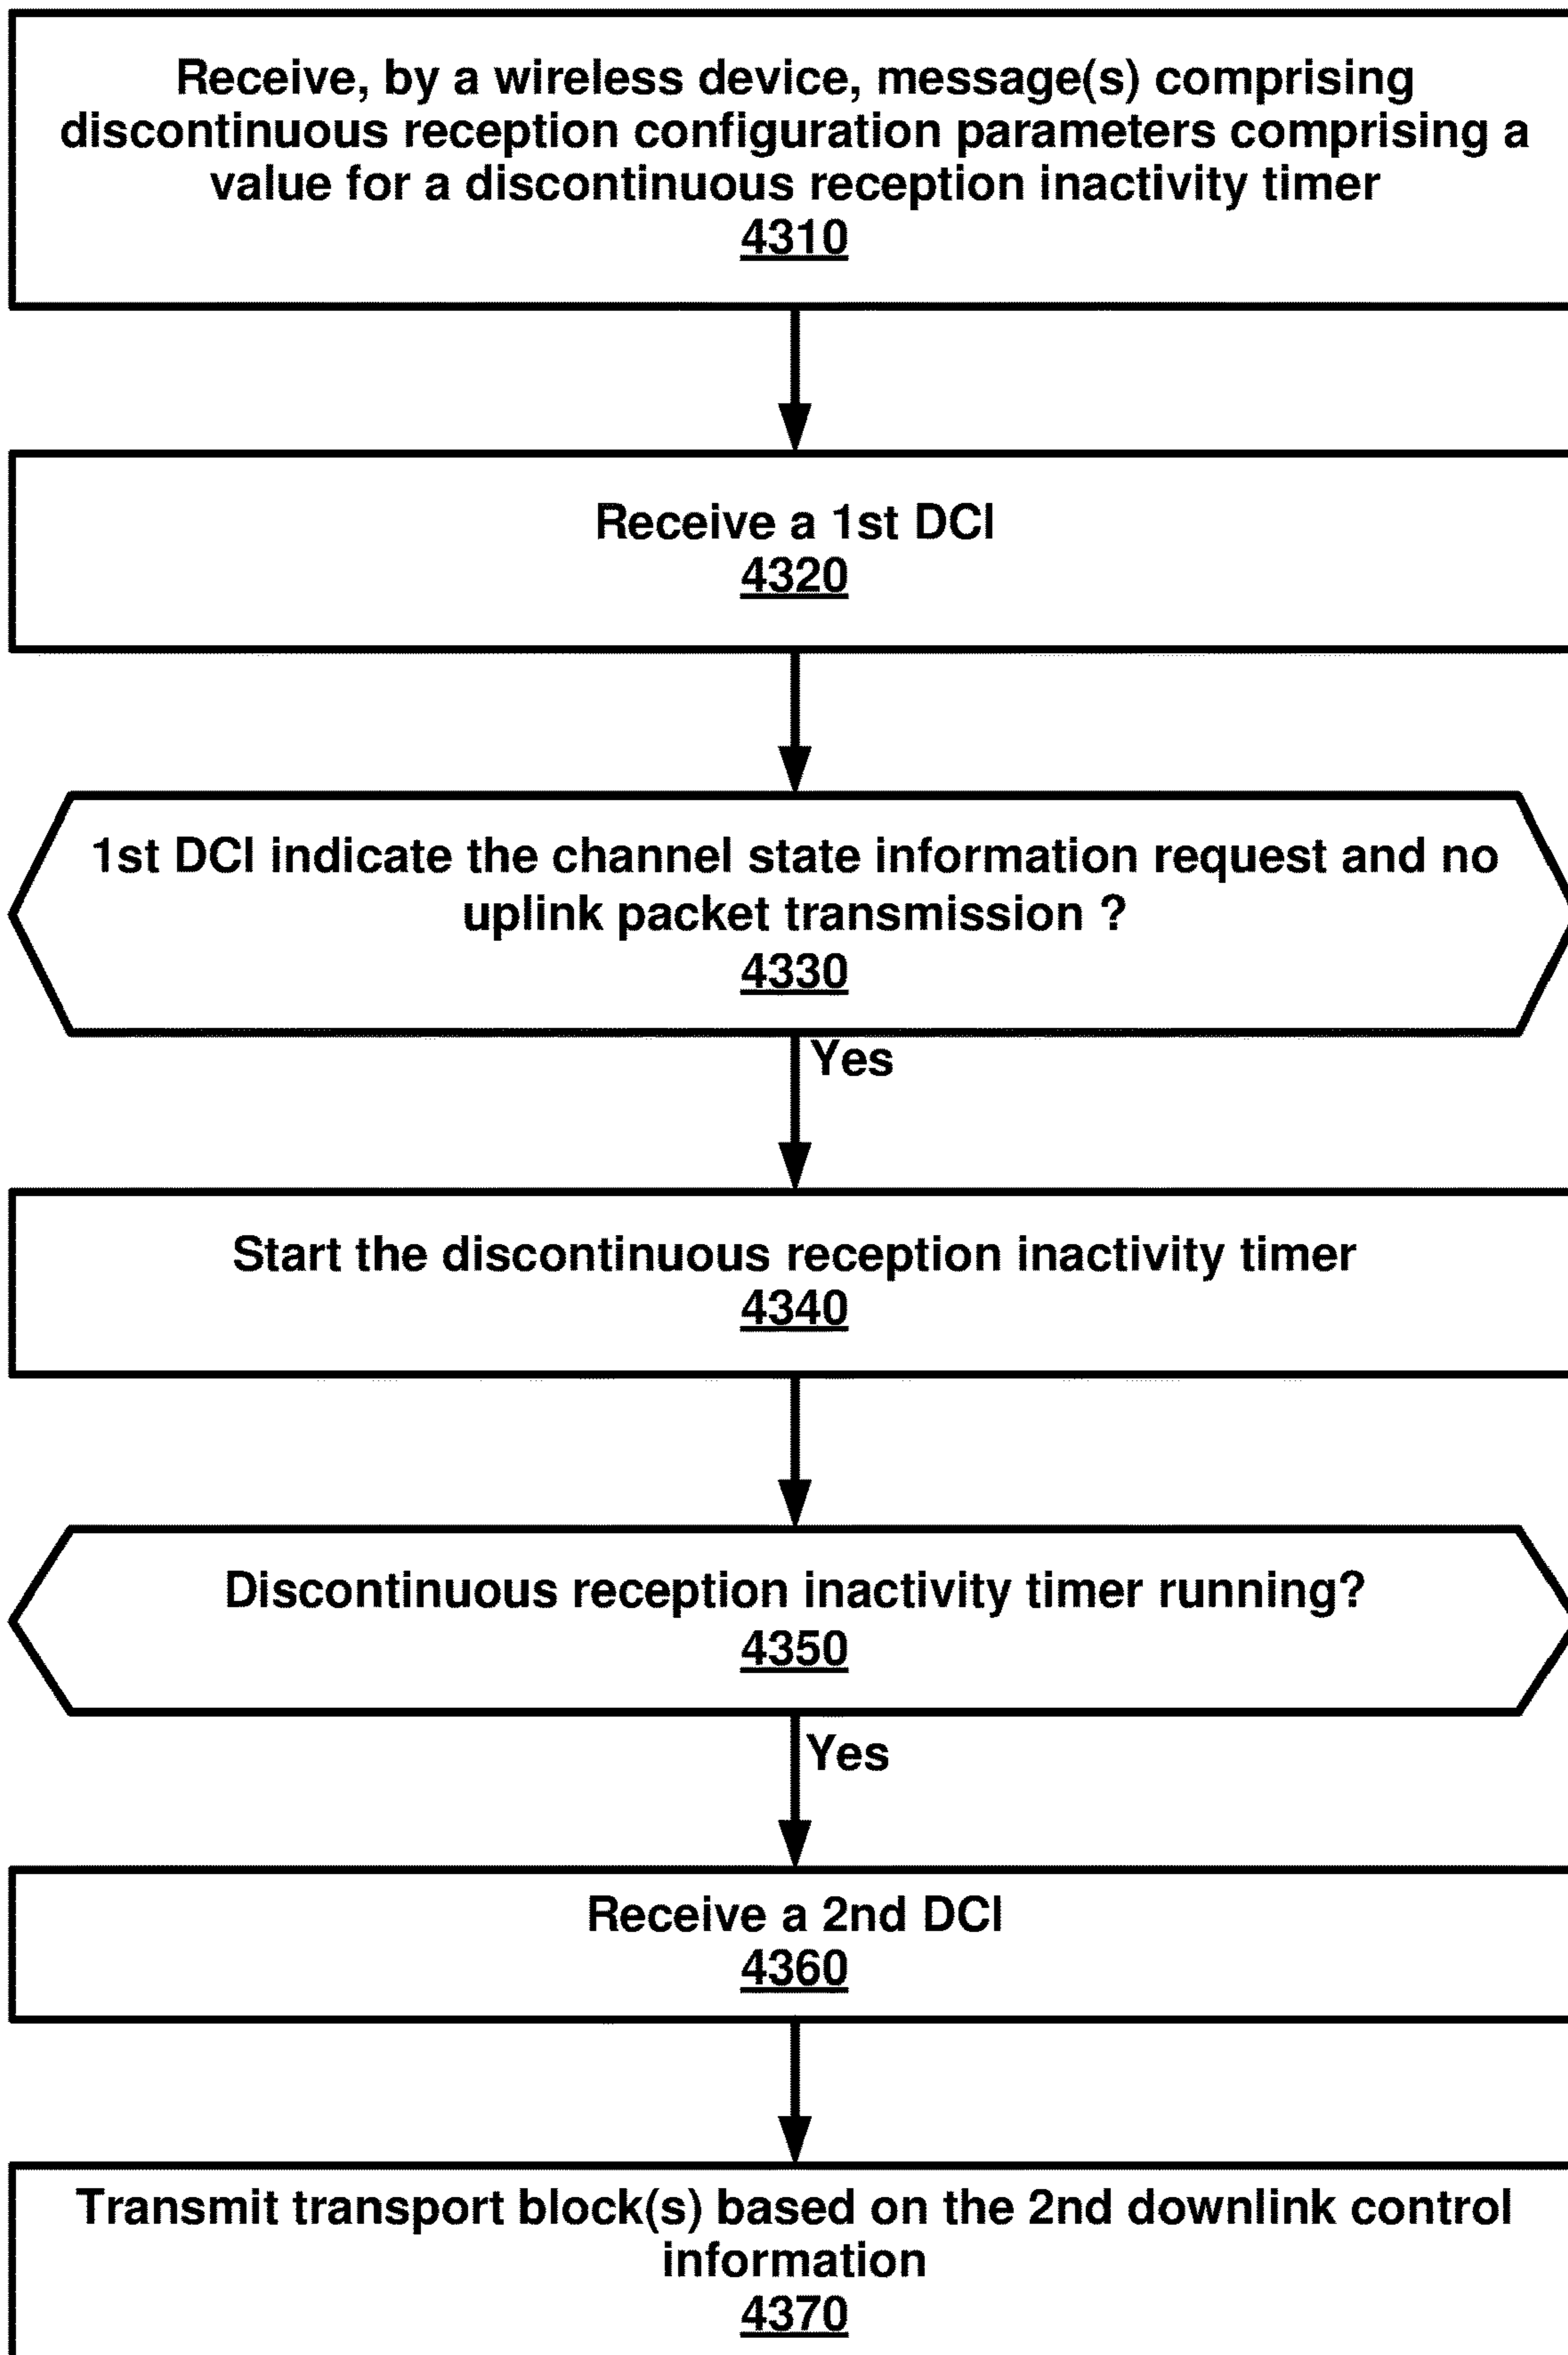 Receive, by a wireless device, message(s) comprising
discontinuous reception configuration parameters comprising a
value for a discontinuous reception inactivity timer
4310
Receive a 1st DCI
4320
1st DCI indicate the channel state information request and no
uplink packet transmission ?
4330
Yes
Start the discontinuous reception inactivity timer
4340
Discontinuous reception inactivity timer running?
4350
Yes
Receive a 2nd DCI
4360
Transmit transport block(s) based on the 2nd downlink control
information
4370